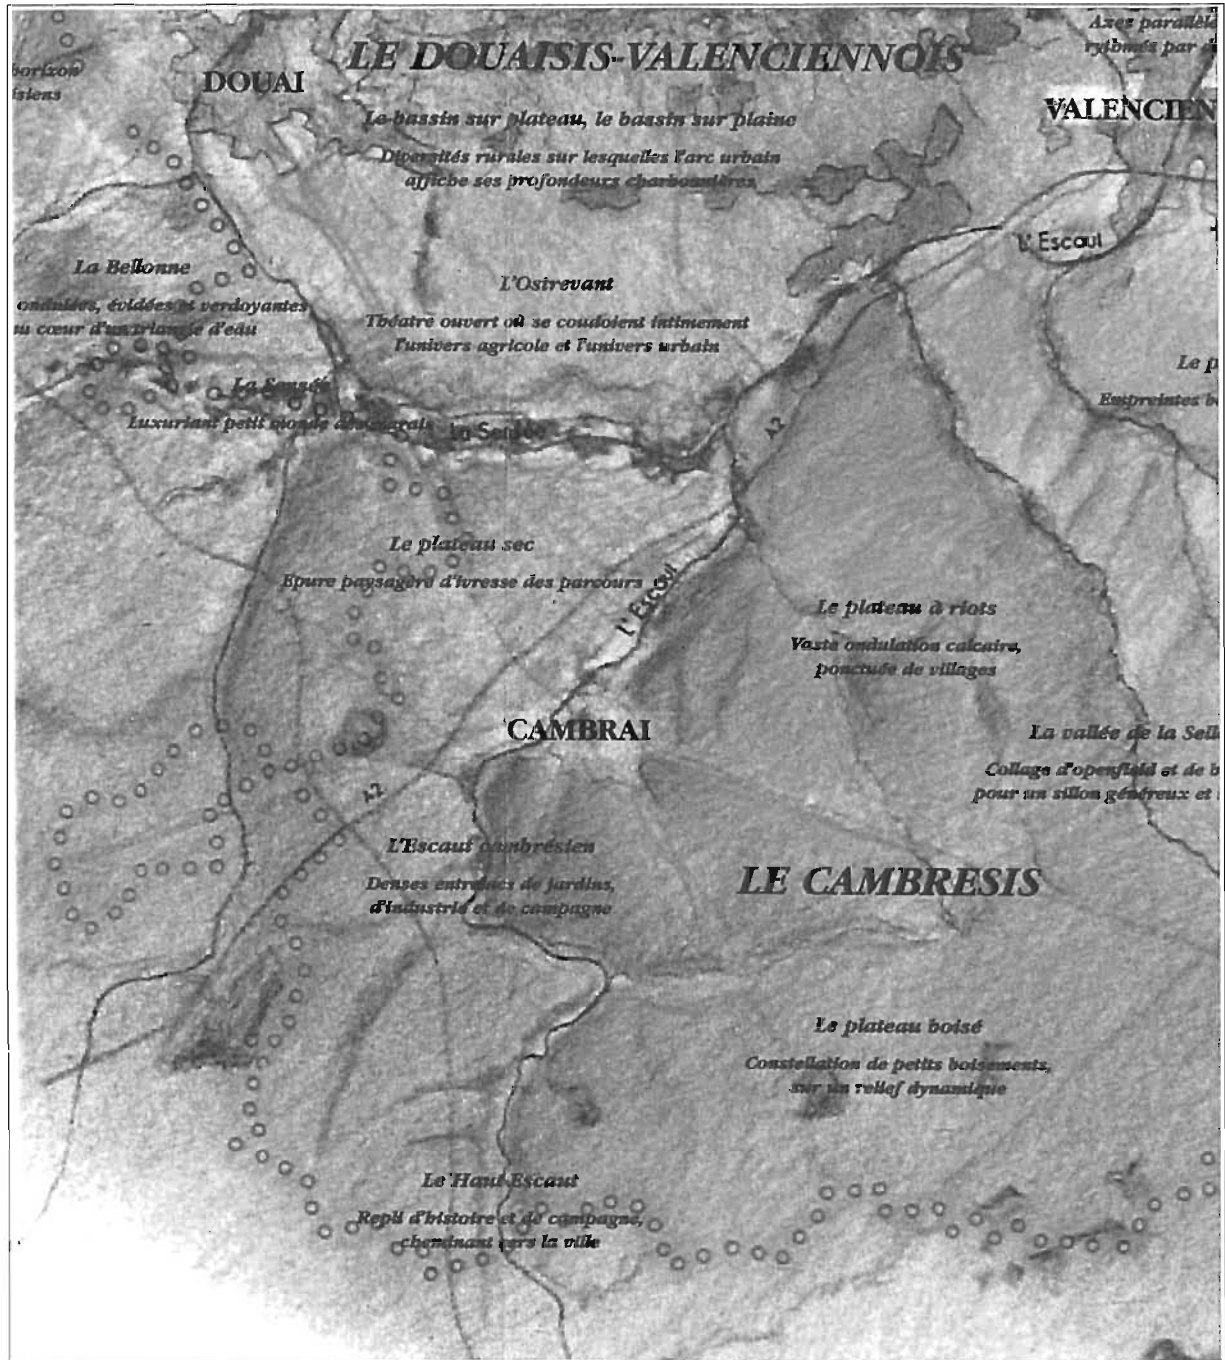 Axes parallèle
rythmés par d
LE DOUAISIS-VALENCIENNOIS
horizon
isiens
DOUAI
VALENCIEN
Le bassin sur plateau, le bassin sur plaine
Diversités rurales sur lesquelles l'arc urbain
affiche ses profondeurs charbonnières
L'Escaut
La Bellonne
ondulées, évidées et verdoyantes
au cœur d'un triangle d'eau
L'Ostrevant
Théatre ouvert où se coudoient intimement
l'univers agricole et l'univers urbain
Le p
Empreintes b
La Sensée
Luxuriant petit monde des marais
La Sensée
A2
Le plateau sec
Epure paysagère d'ivresse des parcours
L'Escaut
Le plateau à riots
Vaste ondulation calcaire,
ponctuée de villages
CAMBRAI
La vallée de la Sell
Collage d'openfield et de b
pour un sillon généreux et
A2
L'Escaut cambrésien
Denses entrelacs de jardins,
d'industrie et de campagne
LE CAMBRESIS
Le plateau boisé
Constellation de petits boisements,
sur un relief dynamique
Le Haut Escaut
Repli d'histoire et de campagne,
cheminant vers la ville